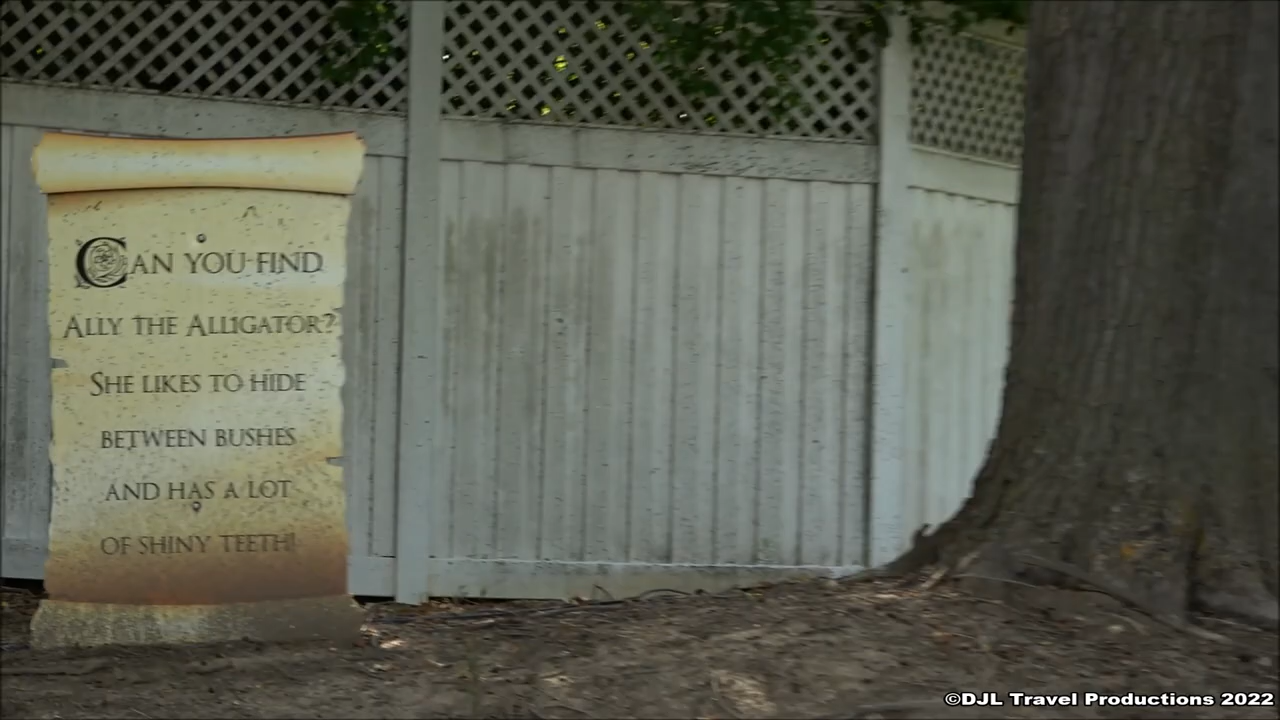 Can you find
Ally the Alligator?
She likes to hide
between bushes
and has a lot
of shiny teeth!
©DJL Travel Productions 2022